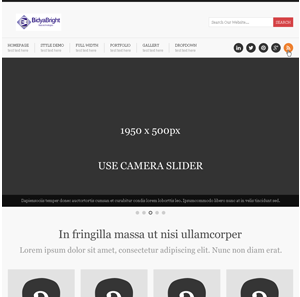 BidyaBright
Search Our Website...
SEARCH
HOMEPAGE
STYLE DEMO
FULL WIDTH
PORTFOLIO
GALLERY
DROPDOWN
1950 x 500px
USE CAMERA SLIDER
In fringilla massa ut nisi ullamcorper
Lorem ipsum dolor sit amet, consectetur adipiscing elit. Nunc non diam erat.